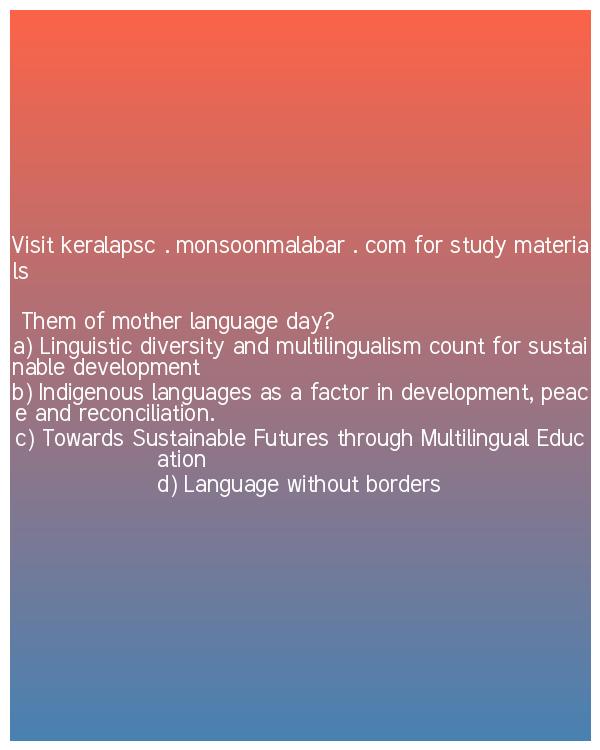 Visit keralapsc . monsoonmalabar . com for study materia
ls
Them of mother language day?
a) Linguistic diversity and multilingualism count for sustai
nable development
b) Indigenous languages as a factor in development, peac
e and reconciliation.
c) Towards Sustainable Futures through Multilingual Educ
ation
d) Language without borders